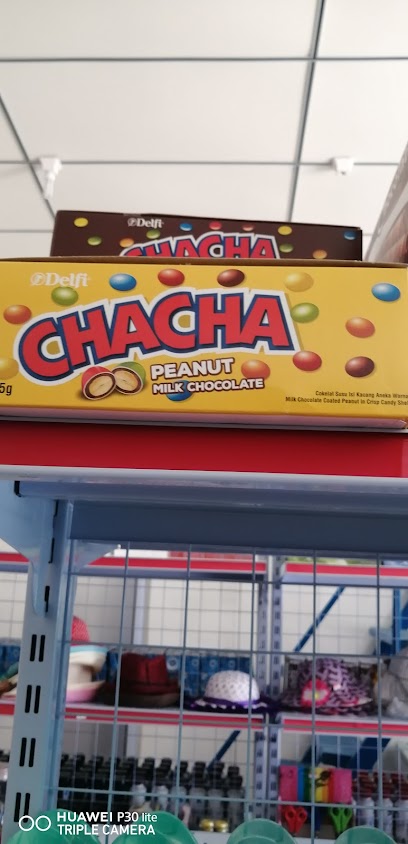 Delfi
CHACHA
Delfi
CHACHA
PEANUT
MILK CHOCOLATE
5g
Cokelat Susu Isi Kacang Aneka Warna
Milk Chocolate Coated Peanut in Crisp Candy Shell
HUAWEI P30 lite
TRIPLE CAMERA